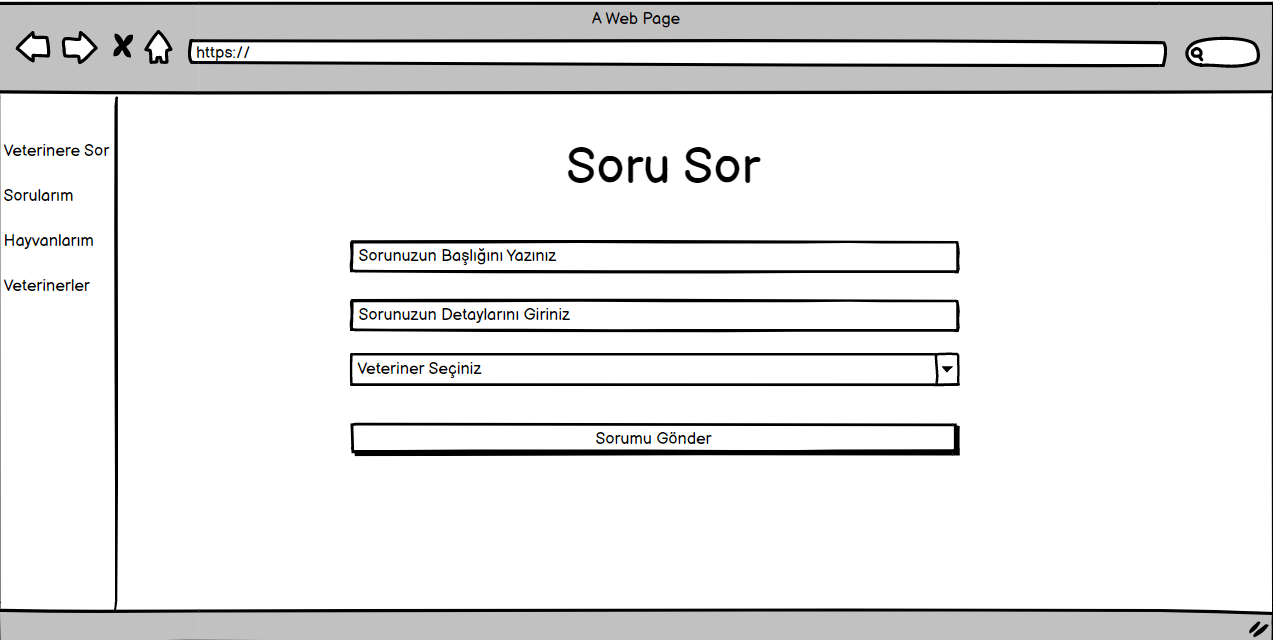 A Web Page
https://
Veterinere Sor
Sorularım
Hayvanlarım
Veterinerler
Soru Sor
Sorunuzun Başlığını Yazınız
Sorunuzun Detaylarını Giriniz
Veteriner Seçiniz
Sorumu Gönder